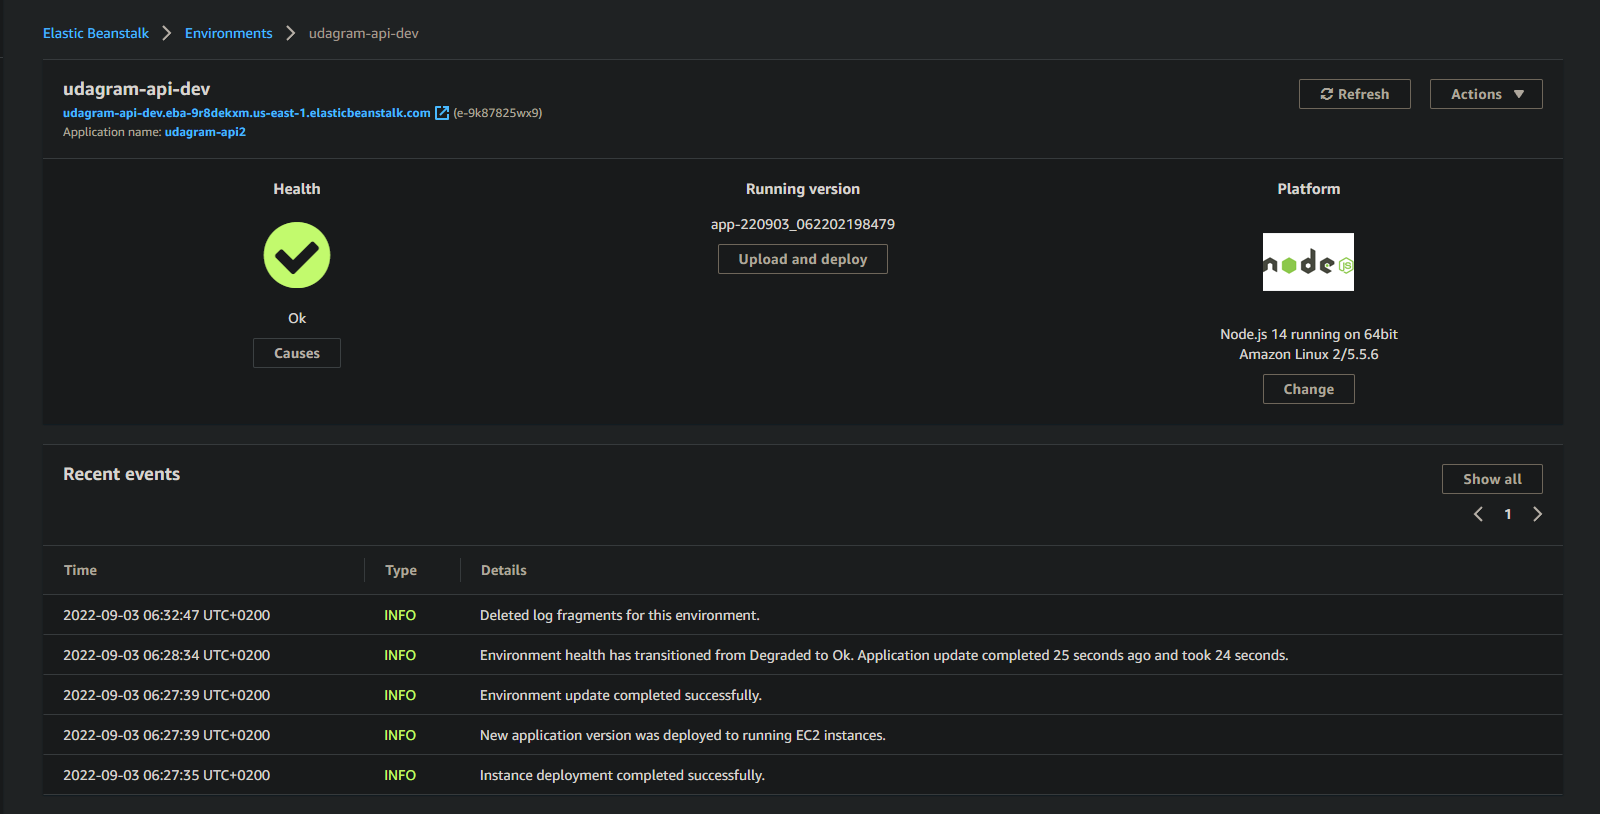 Elastic Beanstalk > Environments > udagram-api-dev
udagram-api-dev
Refresh
Actions
udagram-api-dev.eba-9r8dekxm.us-east-1.elasticbeanstalk.com (e-9k87825wx9)
Application name: udagram-api2
Health
Ok
Causes
Running version
app-220903_062202198479
Upload and deploy
Platform
node JS
Node.js 14 running on 64bit
Amazon Linux 2/5.5.6
Change
Recent events
Show all
1
Time Type Details
2022-09-03 06:32:47 UTC+0200 INFO Deleted log fragments for this environment.
2022-09-03 06:28:34 UTC+0200 INFO Environment health has transitioned from Degraded to Ok. Application update completed 25 seconds ago and took 24 seconds.
2022-09-03 06:27:39 UTC+0200 INFO Environment update completed successfully.
2022-09-03 06:27:39 UTC+0200 INFO New application version was deployed to running EC2 instances.
2022-09-03 06:27:35 UTC+0200 INFO Instance deployment completed successfully.